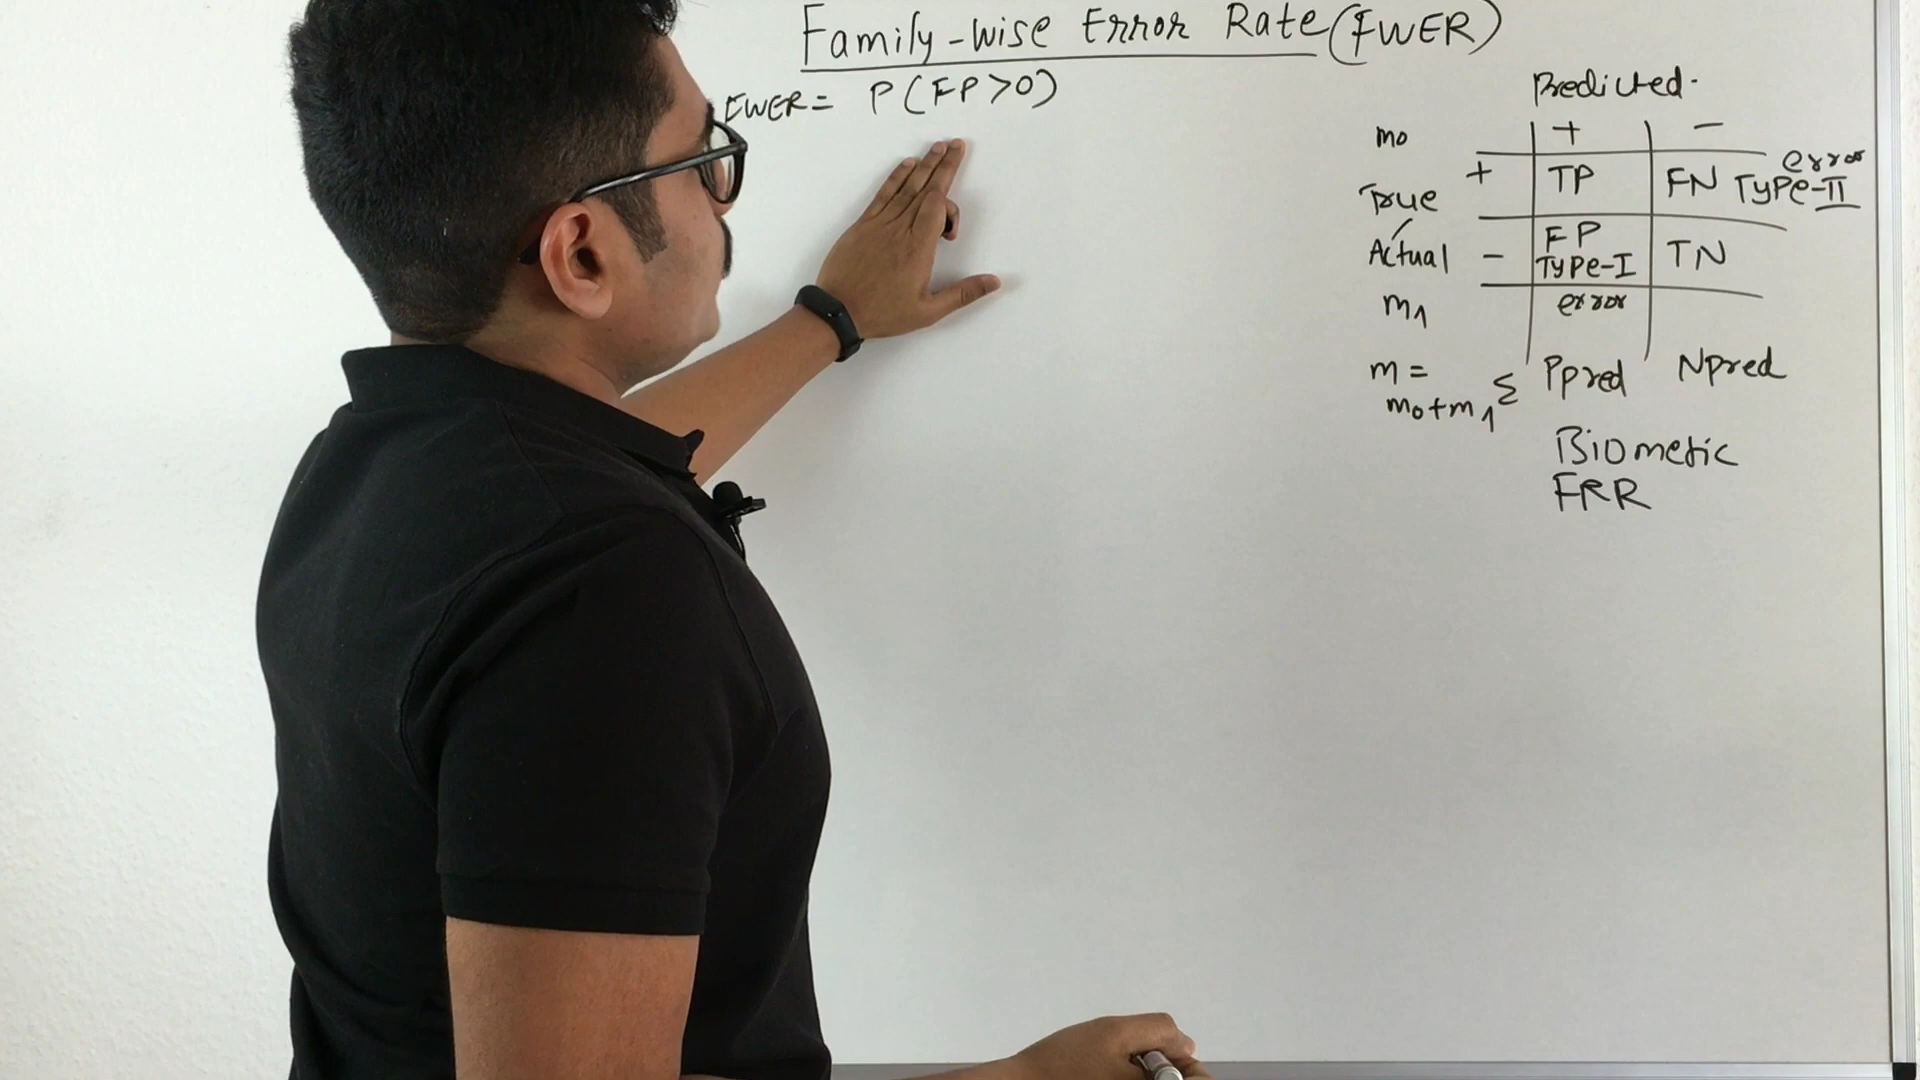 Family-wise Error Rate (FWER)
FWER = P(FP>0)
Predicted.
m0 + -
+ TP FN Type-II error
True
Actual - FP Type-I error TN
m1
m = m0+m1 Σ Ppred Npred
Biometic
FRR